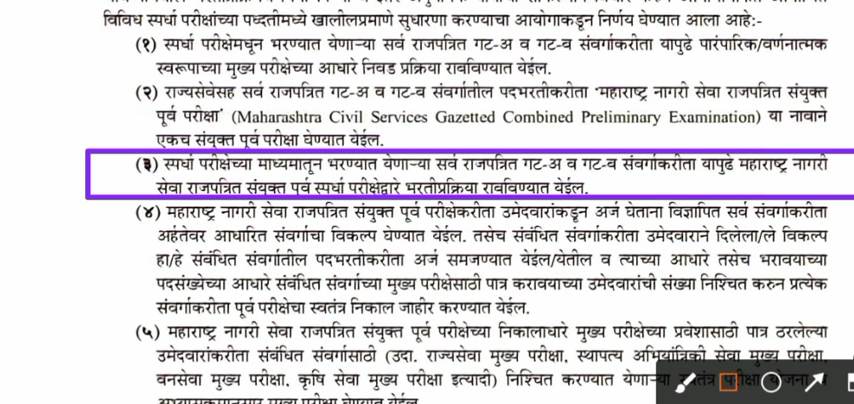 विविध स्पर्धा परीक्षांच्या पध्दतीमध्ये खालीलप्रमाणे सुधारणा करण्याचा आयोगाकडून निर्णय घेण्यात आला आहे:-
(१) स्पर्धा परीक्षेमधून भरण्यात येणाऱ्या सर्व राजपत्रित गट-अ व गट-ब संवर्गाकरीता यापुढे पारंपारिक/वर्णनात्मक
स्वरूपाच्या मुख्य परीक्षेच्या आधारे निवड प्रक्रिया राबविण्यात येईल.
(२) राज्यसेवेसह सर्व राजपत्रित गट-अ व गट-ब संवर्गातील पदभरतीकरीता 'महाराष्ट्र नागरी सेवा राजपत्रित संयुक्त
पूर्व परीक्षा' (Maharashtra Civil Services Gazetted Combined Preliminary Examination) या नावाने
एकच संयुक्त पूर्व परीक्षा घेण्यात येईल.
(३) स्पर्धा परीक्षेच्या माध्यमातून भरण्यात येणाऱ्या सर्व राजपत्रित गट-अ व गट-ब संवर्गाकरीता यापुढे महाराष्ट्र नागरी
सेवा राजपत्रित संयुक्त पूर्व स्पर्धा परीक्षेद्वारे भरतीप्रक्रिया राबविण्यात येईल.
(४) महाराष्ट्र नागरी सेवा राजपत्रित संयुक्त पूर्व परीक्षेकरीता उमेदवारांकडून अर्ज घेताना विज्ञापित सर्व संवर्गाकरीता
अर्हतेवर आधारित संवर्गाचा विकल्प घेण्यात येईल. तसेच संबंधित संवर्गाकरीता उमेदवाराने दिलेला/ले विकल्प
हा/हे संबंधित संवर्गातील पदभरतीकरीता अर्ज समजण्यात येईल/येतील व त्याच्या आधारे तसेच भरावयाच्या
पदसंख्येच्या आधारे संबंधित संवर्गाच्या मुख्य परीक्षेसाठी पात्र करावयाच्या उमेदवारांची संख्या निश्चित करुन प्रत्येक
संवर्गाकरीता पूर्व परीक्षेचा स्वतंत्र निकाल जाहीर करण्यात येईल.
(५) महाराष्ट्र नागरी सेवा राजपत्रित संयुक्त पूर्व परीक्षेच्या निकालाधारे मुख्य परीक्षेच्या प्रवेशासाठी पात्र ठरलेल्या
उमेदवारांकरीता संबंधित संवर्गासाठी (उदा. राज्यसेवा मुख्य परीक्षा, स्थापत्य अभियांत्रिकी सेवा मुख्य परीक्षा,
वनसेवा मुख्य परीक्षा, कृषि सेवा मुख्य परीक्षा इत्यादी) निश्चित करण्यात येणाऱ्या स्वतंत्र परीक्षा योजना